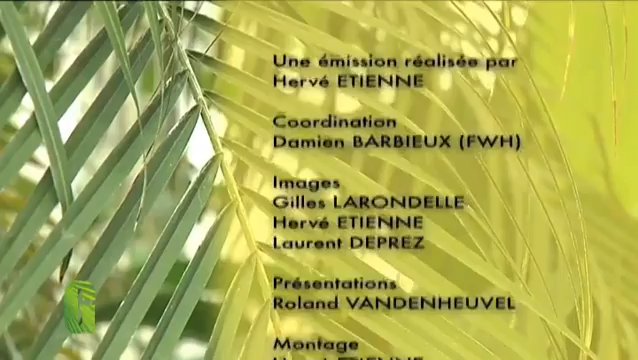 Une émission réalisée par
Hervé ETIENNE
Coordination
Damien BARBIEUX (FWH)
Images
Gilles LARONDELLE
Hervé ETIENNE
Laurent DEPREZ
Présentations
Roland VANDENHEUVEL
Montage